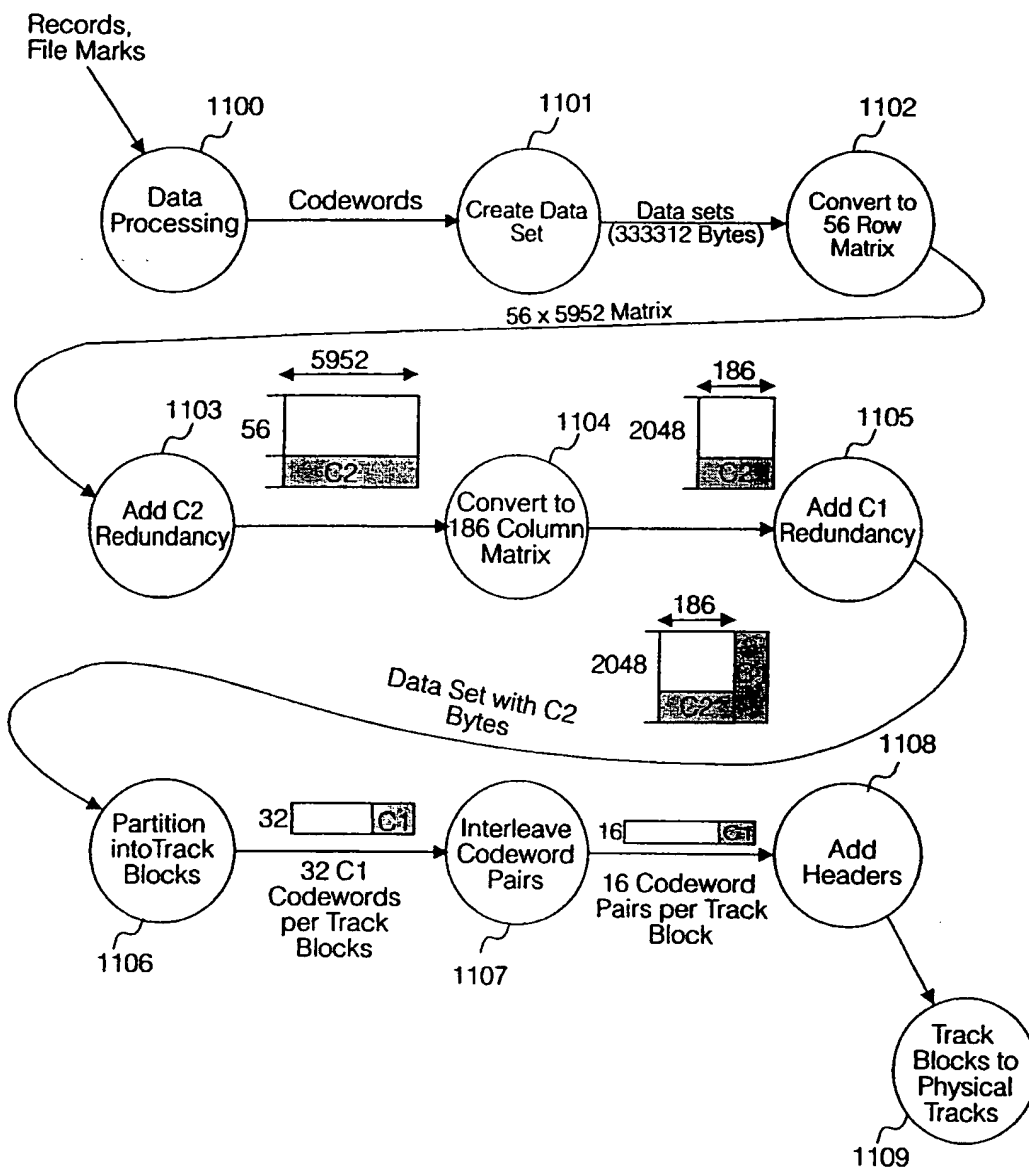 Records,
File Marks
1100
1101
1102
Data
Processing
Codewords
Create Data
Set
Data sets
(333312 Bytes)
Convert to
56 Row
Matrix
56 x 5952 Matrix
5952
186
1103
56
C2
1104
2048
C2
1105
Add C2
Redundancy
Convert to
186 Column
Matrix
Add C1
Redundancy
186
2048
C2
Data Set with C2
Bytes
1108
Partition
intoTrack
Blocks
32
C1
32 C1
Codewords
per Track
Blocks
Interleave
Codeword
Pairs
16
C1
16 Codeword
Pairs per Track
Block
Add
Headers
1106
1107
Track
Blocks to
Physical
Tracks
1109